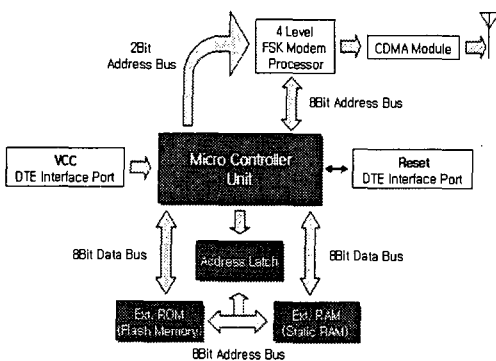 2Bit
Address Bus
4 Level
FSK Modem
Processor
CDMA Module
8Bit Address Bus
VCC
DTE Interface Port
Micro Controller
Unit
Reset
DTE Interface Port
8Bit Data Bus
Address Latch
8Bit Data Bus
Ext. ROM
(Flash Memory)
Ext. RAM
(Static RAM)
8Bit Address Bus